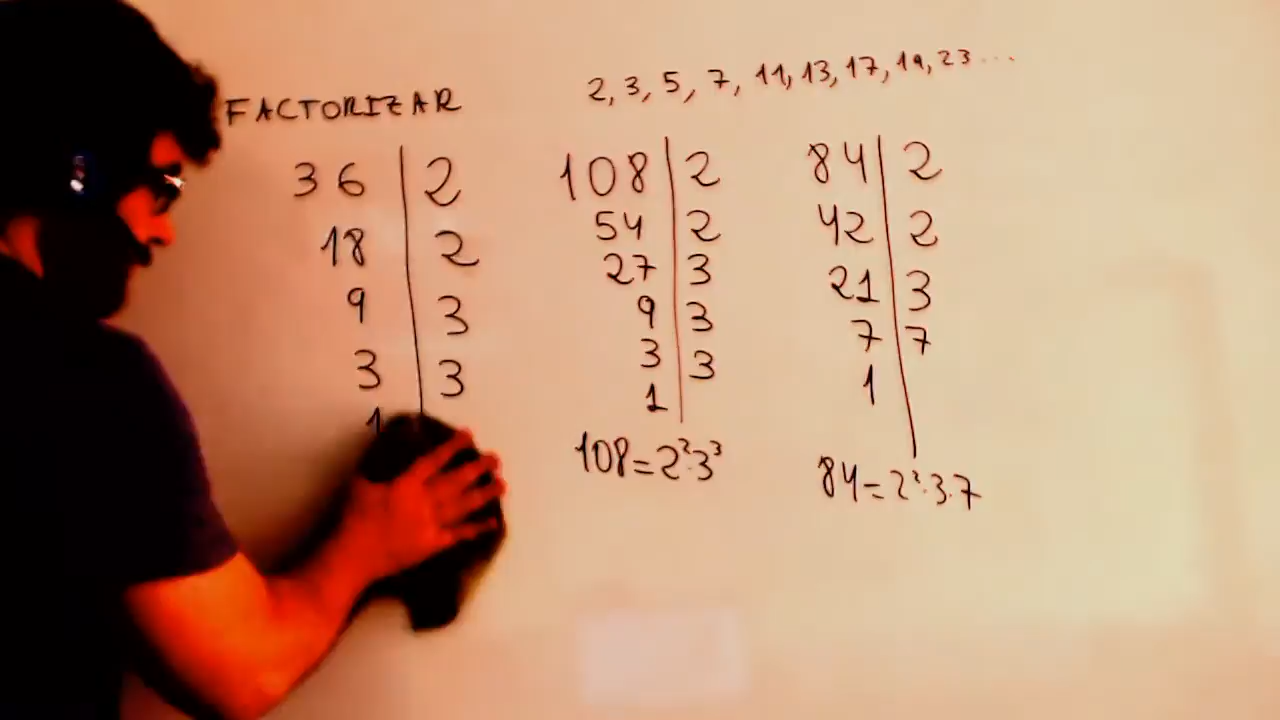 FACTORIZAR
2, 3, 5, 7, 11, 13, 17, 19, 23 ...
36 | 2
18 | 2
9 | 3
3 | 3
1
108 | 2
54 | 2
27 | 3
9 | 3
3 | 3
1
108=2²·3³
84 | 2
42 | 2
21 | 3
7 | 7
1
84=2²·3·7